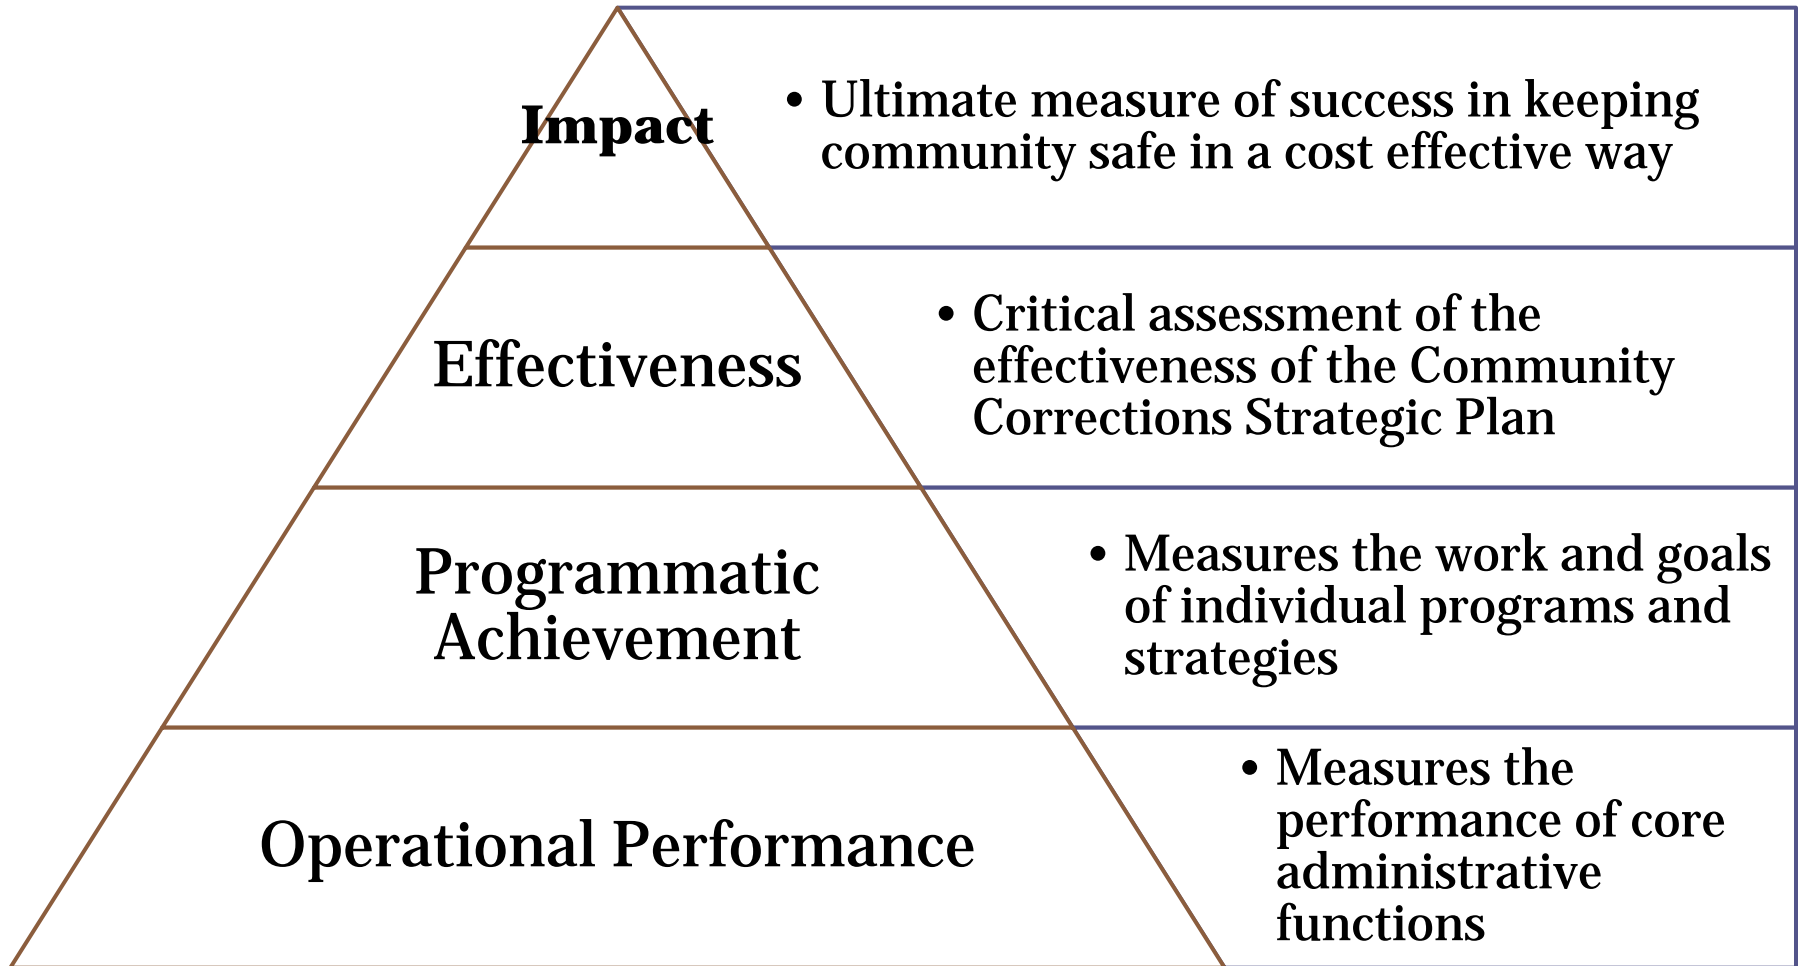 Impact
• Ultimate measure of success in keeping
community safe in a cost effective way
Effectiveness
• Critical assessment of the
effectiveness of the Community
Corrections Strategic Plan
Programmatic
Achievement
• Measures the work and goals
of individual programs and
strategies
Operational Performance
• Measures the
performance of core
administrative
functions